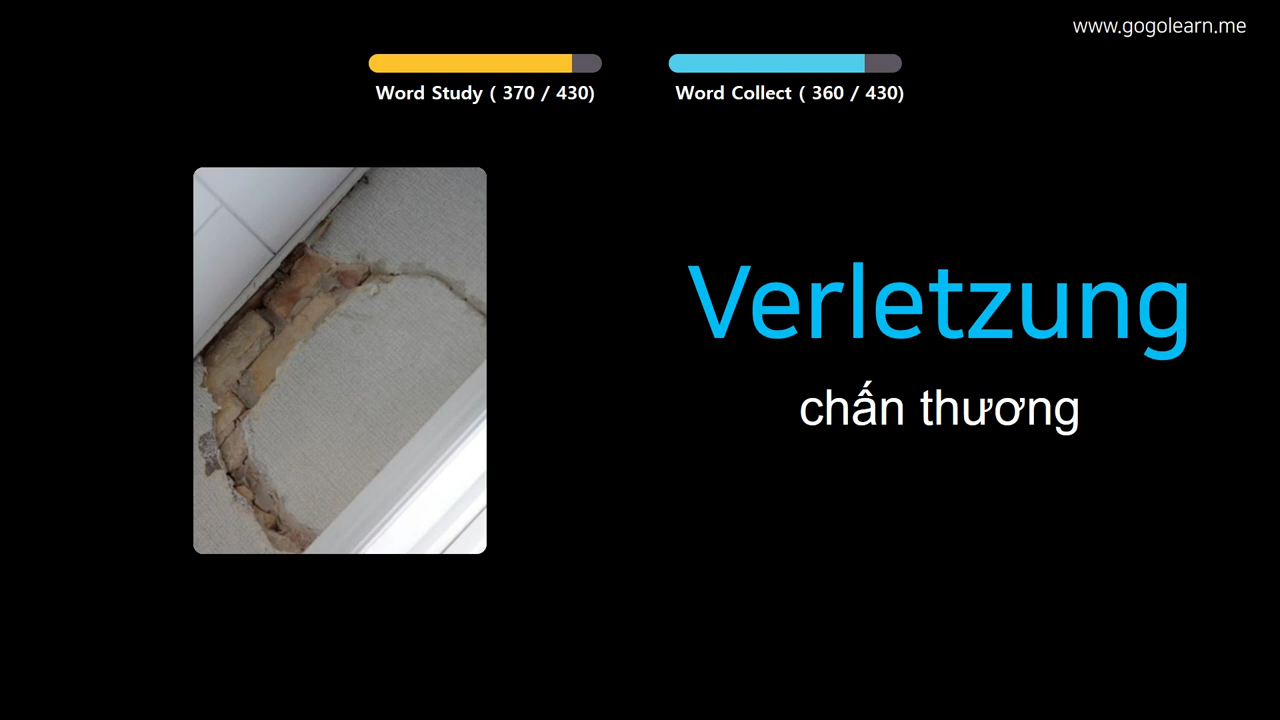 www.gogolearn.me
Word Study ( 370 / 430)
Word Collect ( 360 / 430)
Verletzung
chấn thương